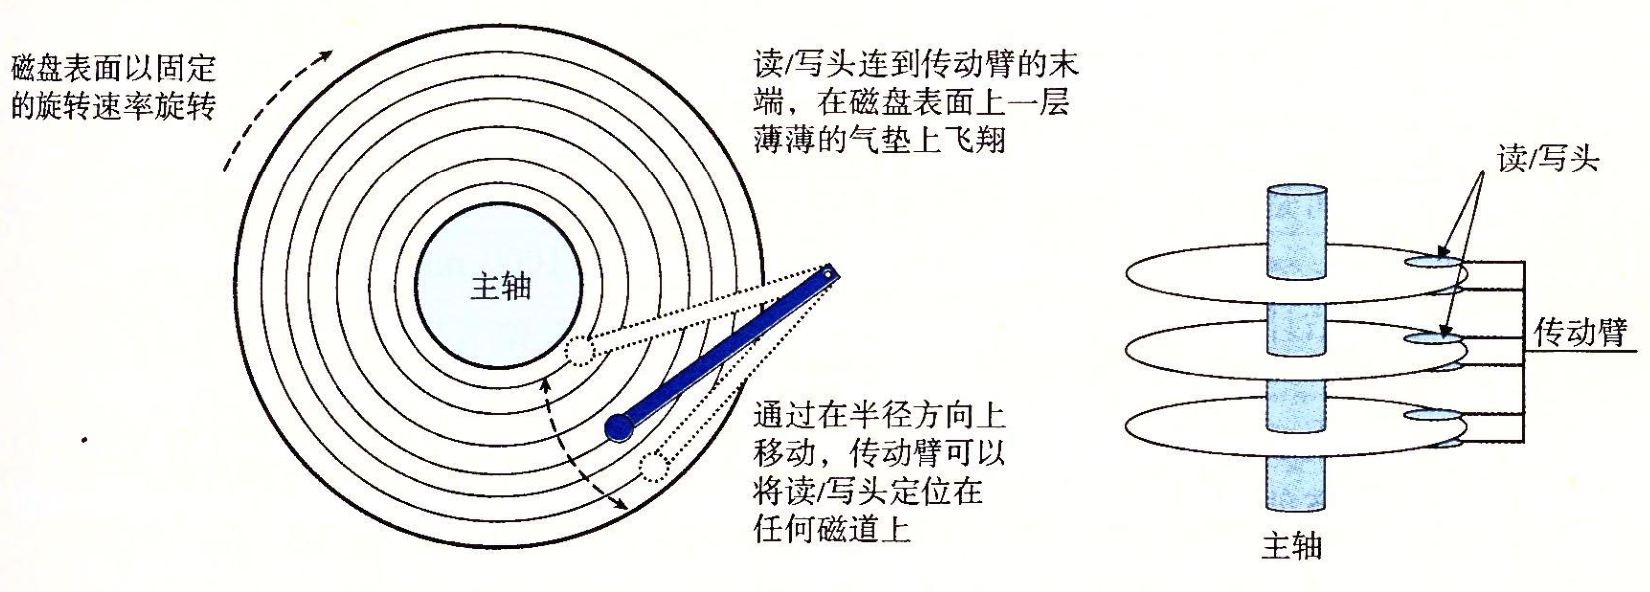 磁盘表面以固定
的旋转速率旋转
主轴
读/写头连到传动臂的末
端，在磁盘表面上一层
薄薄的气垫上飞翔
通过在半径方向上
移动，传动臂可以
将读/写头定位在
任何磁道上
读/写头
传动臂
主轴